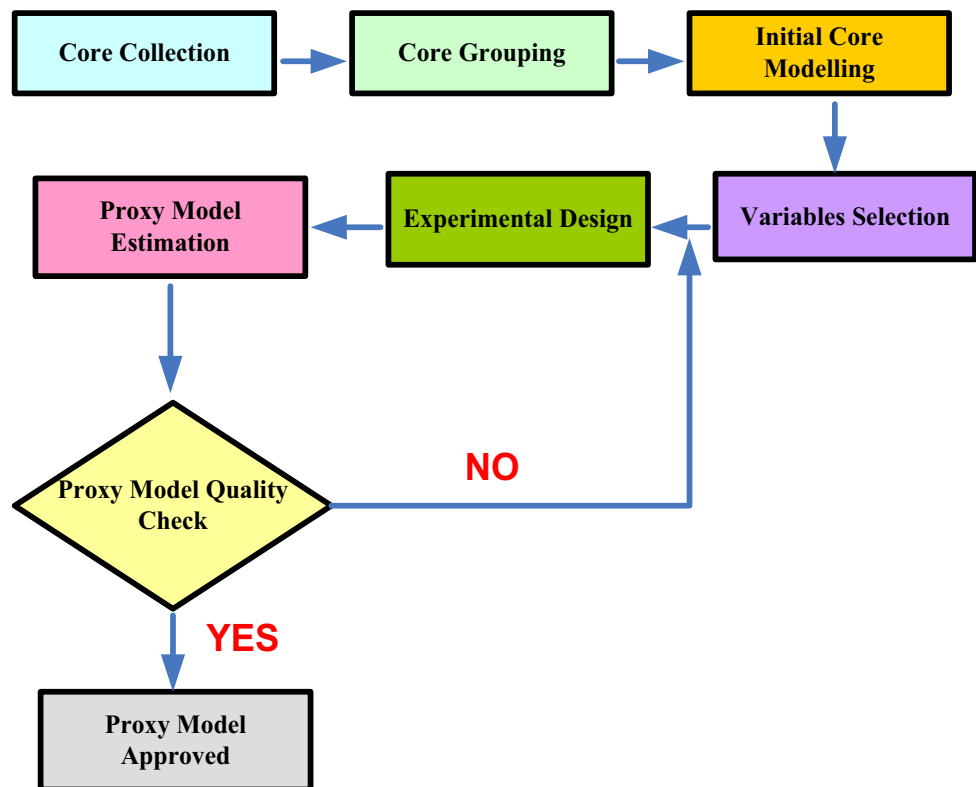 Core Collection
Core Grouping
Initial Core
Modelling
Variables Selection
Experimental Design
Proxy Model
Estimation
Proxy Model Quality
Check
NO
YES
Proxy Model
Approved